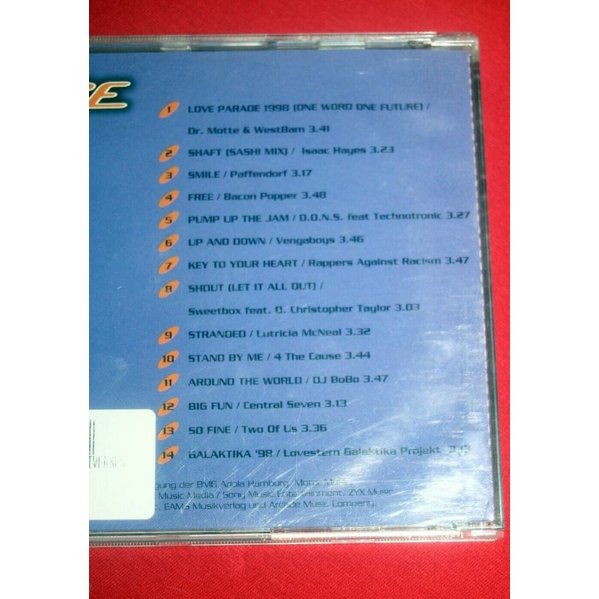 1 LOVE PARADE 1998 (ONE WORD ONE FUTURE) /
Dr. Motte & WestBam 3.41
2 SHAFT (SASH! MIX) / Isaac Hayes 3.23
3 SMILE / Paffendorf 3.17
4 FREE / Bacon Popper 3.48
5 PUMP UP THE JAM / D.O.N.S. feat Technotronic 3.27
6 UP AND DOWN / Vengaboys 3.46
7 KEY TO YOUR HEART / Rappers Against Racism 3.47
8 SHOUT (LET IT ALL OUT) /
Sweetbox feat. D. Christopher Taylor 3.03
9 STRANDED / Lutricia McNeal 3.32
10 STAND BY ME / 4 The Cause 3.44
11 AROUND THE WORLD / DJ BoBo 3.47
12 BIG FUN / Central Seven 3.13
13 SO FINE / Two Of Us 3.36
14 GALAKTIKA '98 / Lovestern Galaktika Projekt
gung der BMG Ariola Hamburg,
Music Media / Sony Music Entertainment, ZYX Music
EAMS Musikverlag und Arcade Music Company.